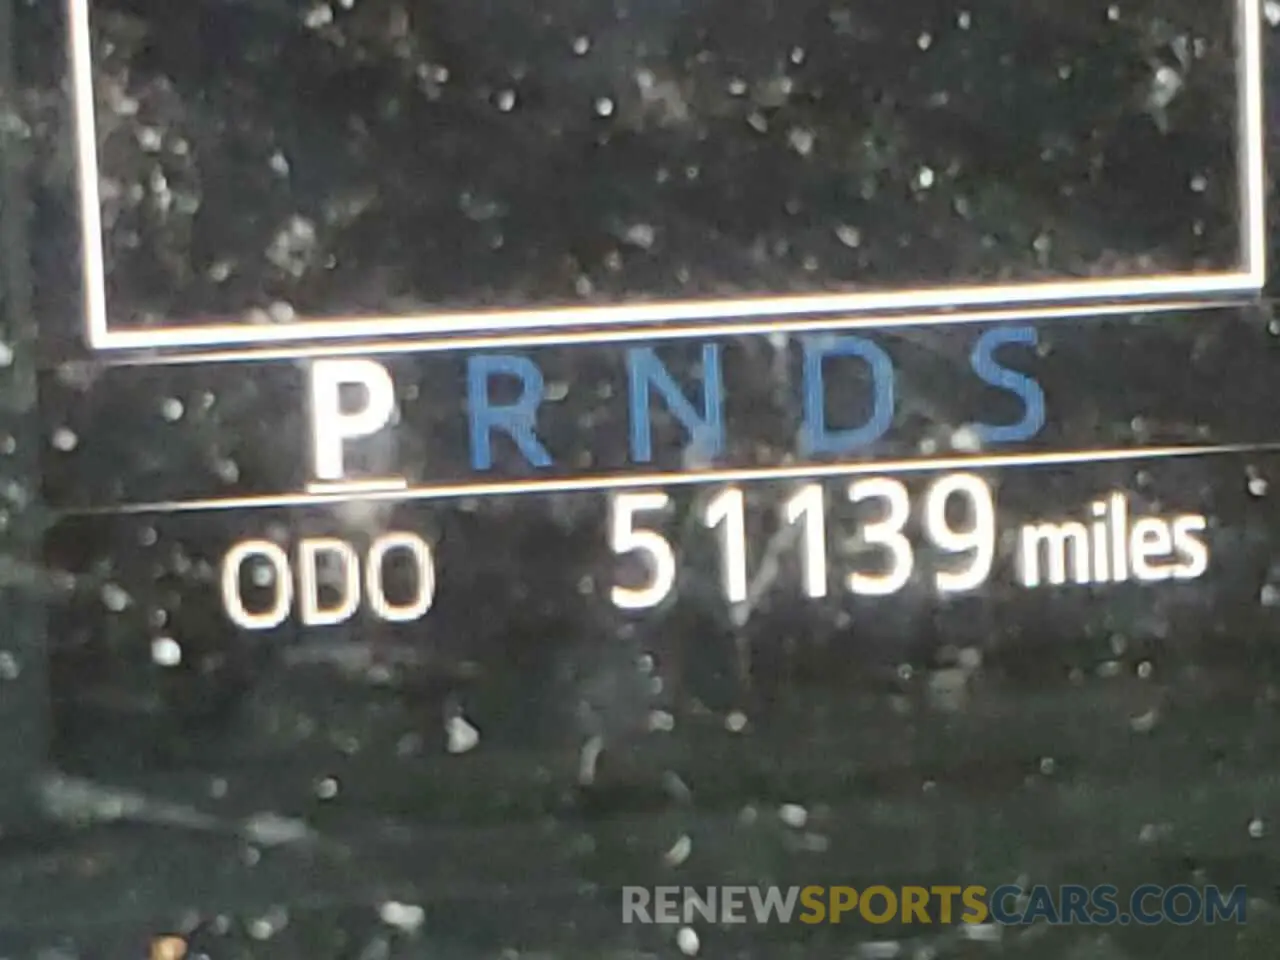 P R N D S
ODO 51139 miles
RENEWSPORTSCARS.COM